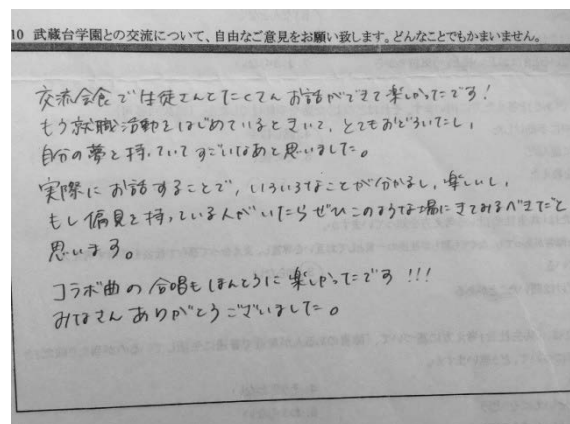 10 武蔵台学園との交流について、自由なご意見をお願い致します。どんなことでもかまいません。
交流会食で生徒さんとたくさんお話ができて楽しかったです!
もう就職活動をはじめているときいて、とてもおどろいたし、
自分の夢を持っていてすごいなあと思いました。
実際にお話することで、いろいろなことが分かるし、楽しいし、
もし偏見を持っている人がいたらぜひこのような場にきてみるべきだと
思います。
コラボ曲の合唱もほんとうに楽しかったです!!!
みなさんありがとうございました。